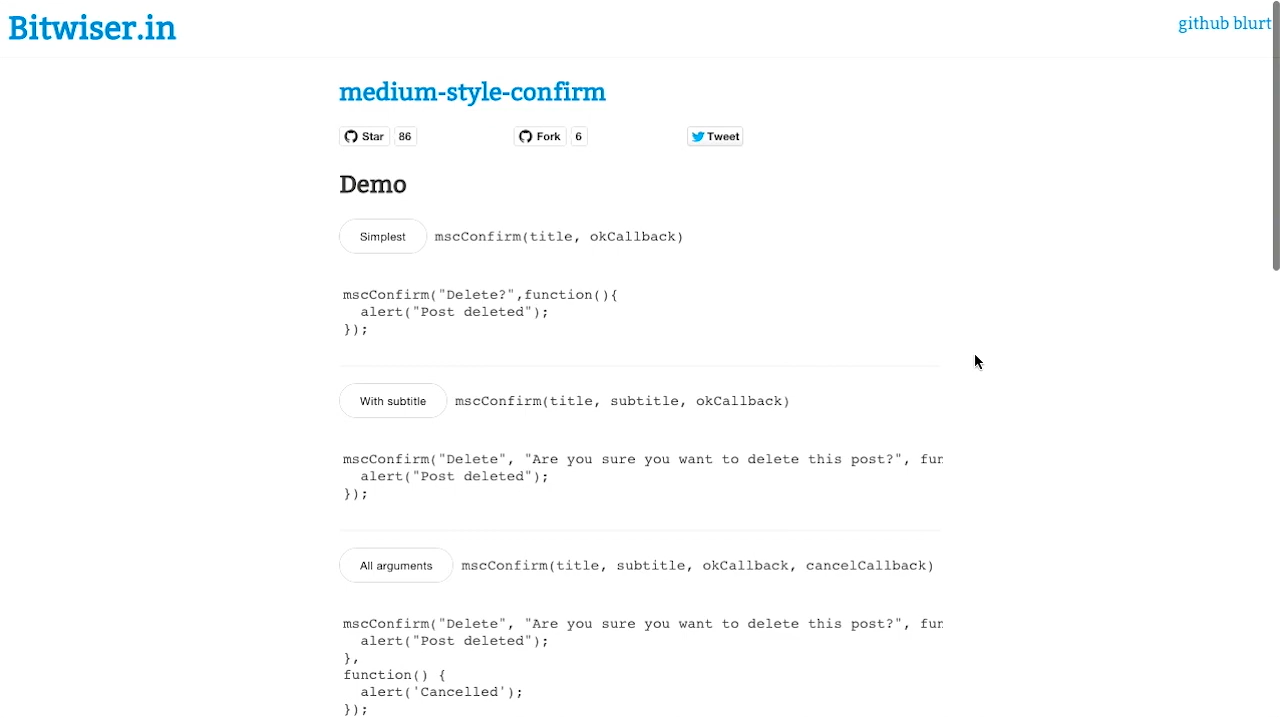 Bitwiser.in
github blurt
medium-style-confirm
Star 86 Fork 6 Tweet
Demo
Simplest mscConfirm(title, okCallback)
mscConfirm("Delete?",function(){
  alert("Post deleted");
});
With subtitle mscConfirm(title, subtitle, okCallback)
mscConfirm("Delete", "Are you sure you want to delete this post?", fun
  alert("Post deleted");
});
All arguments mscConfirm(title, subtitle, okCallback, cancelCallback)
mscConfirm("Delete", "Are you sure you want to delete this post?", fun
  alert("Post deleted");
},
function() {
  alert('Cancelled');
});